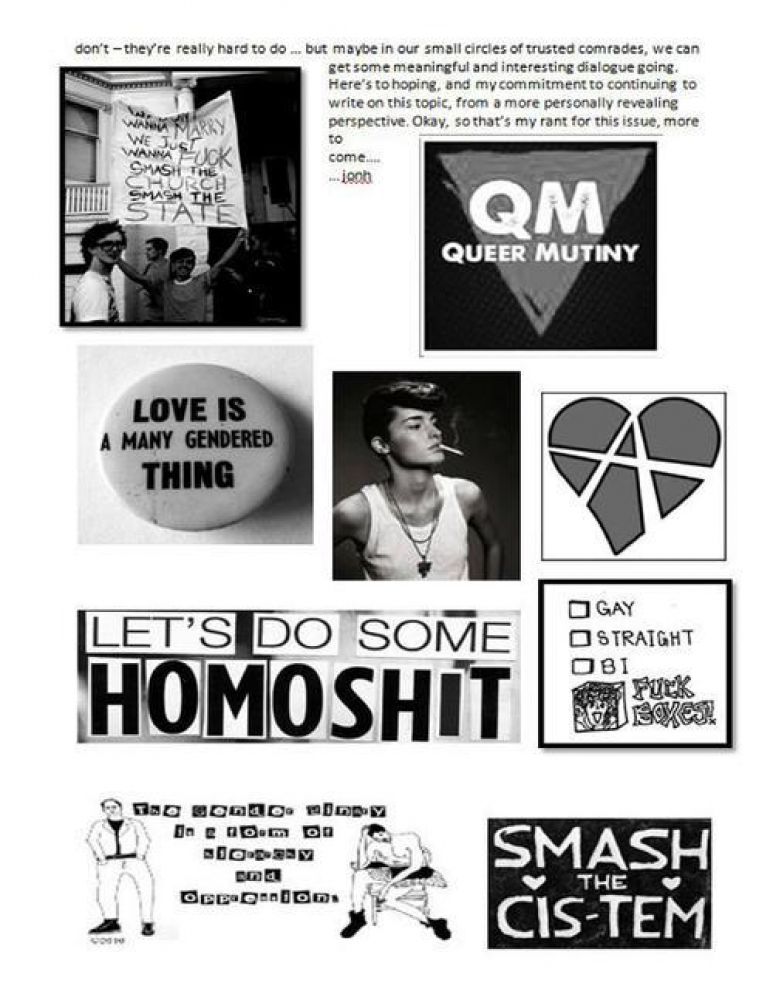 don't – they're really hard to do ... but maybe in our small circles of trusted comrades, we can
get some meaningful and interesting dialogue going.
Here's to hoping, and my commitment to continuing to
write on this topic, from a more personally revealing
perspective. Okay, so that's my rant for this issue, more
to
come....
...jonh
WANNA MARRY
WE JUST
WANNA FUCK
SMASH THE
CHURCH
SMASH THE
STATE
QM
QUEER MUTINY
LOVE IS
A MANY GENDERED
THING
LET'S DO SOME
HOMOSHIT
GAY
STRAIGHT
BI
FUCK
BOXES!
The Gender Binary
is a form of
and
oppression.
SMASH
THE
CIS-TEM